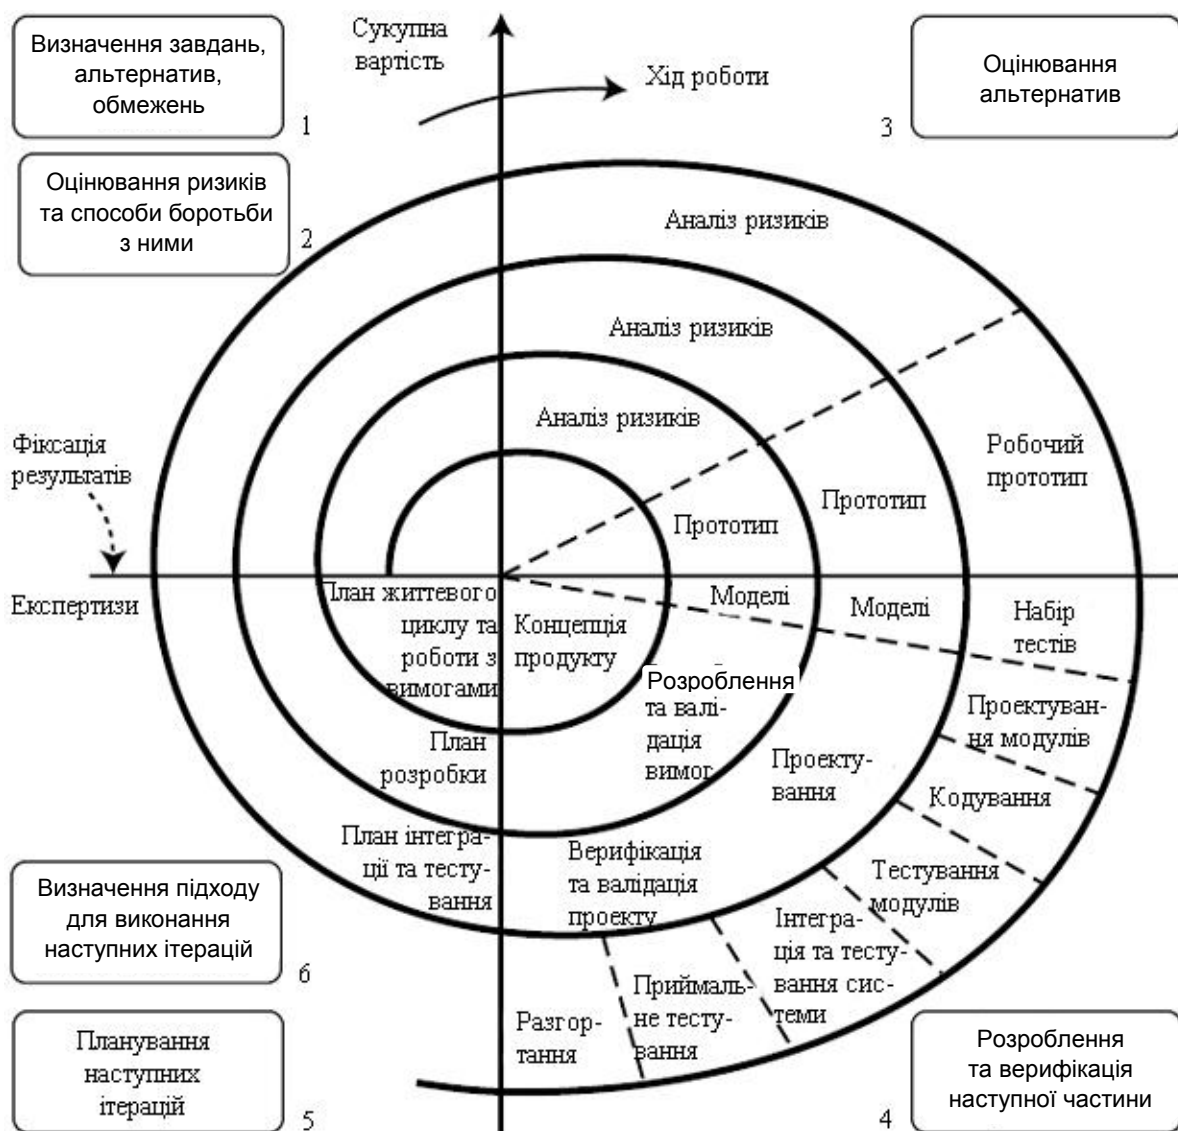 Визначення завдань,
альтернатив,
обмежень
1
Сукупна
вартість
Хід роботи
3
Оцінювання
альтернатив
Оцінювання ризиків
та способи боротьби
з ними
2
Аналіз ризиків
Аналіз ризиків
Аналіз ризиків
Фіксація
результатів
Експертизи
Робочий
прототип
Прототип
Прототип
План життевого
циклу та
роботи з
вимогами
Концепція
продукту
Моделі
Моделі
Набір
тестів
Розроблення
та валі-
дація
вимог
План
розробки
Проекту-
вання
Проектуван-
ня модулів
Кодування
Тестування
модулів
План інтегра-
ції та тесту-
вання
Верифікація
та валідація
проекту
Інтегра-
ція та тесту-
вання сис-
теми
Приймаль-
не тесту-
вання
Разгор-
тання
Визначення підходу
для виконання
наступних ітерацій
6
Планування
наступних
ітерацій
5
4
Розроблення
та верифікація
наступної частини